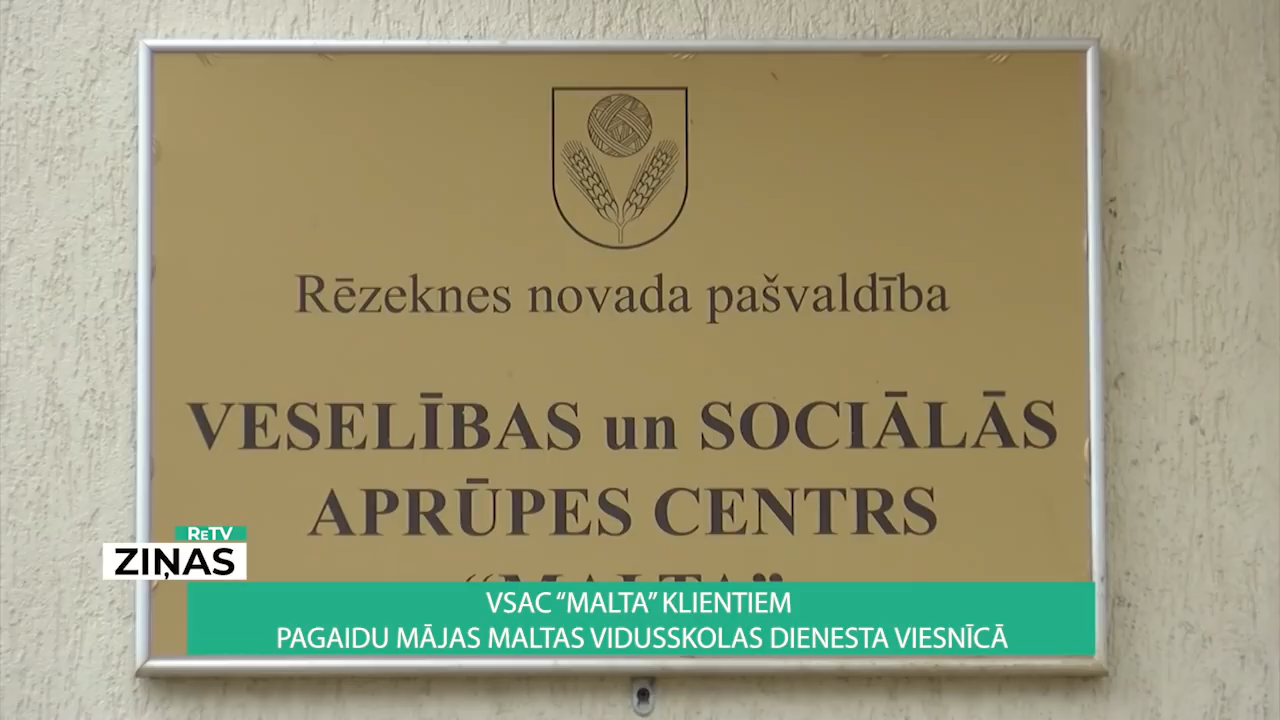 Rēzeknes novada pašvaldība
VESELĪBAS un SOCIĀLĀS
APRŪPES CENTRS
“MALTA”
RETV
ZIŅAS
VSAC “MALTA” KLIENTIEM
PAGAIDU MĀJAS MALTAS VIDUSSKOLAS DIENESTA VIESNĪCĀ